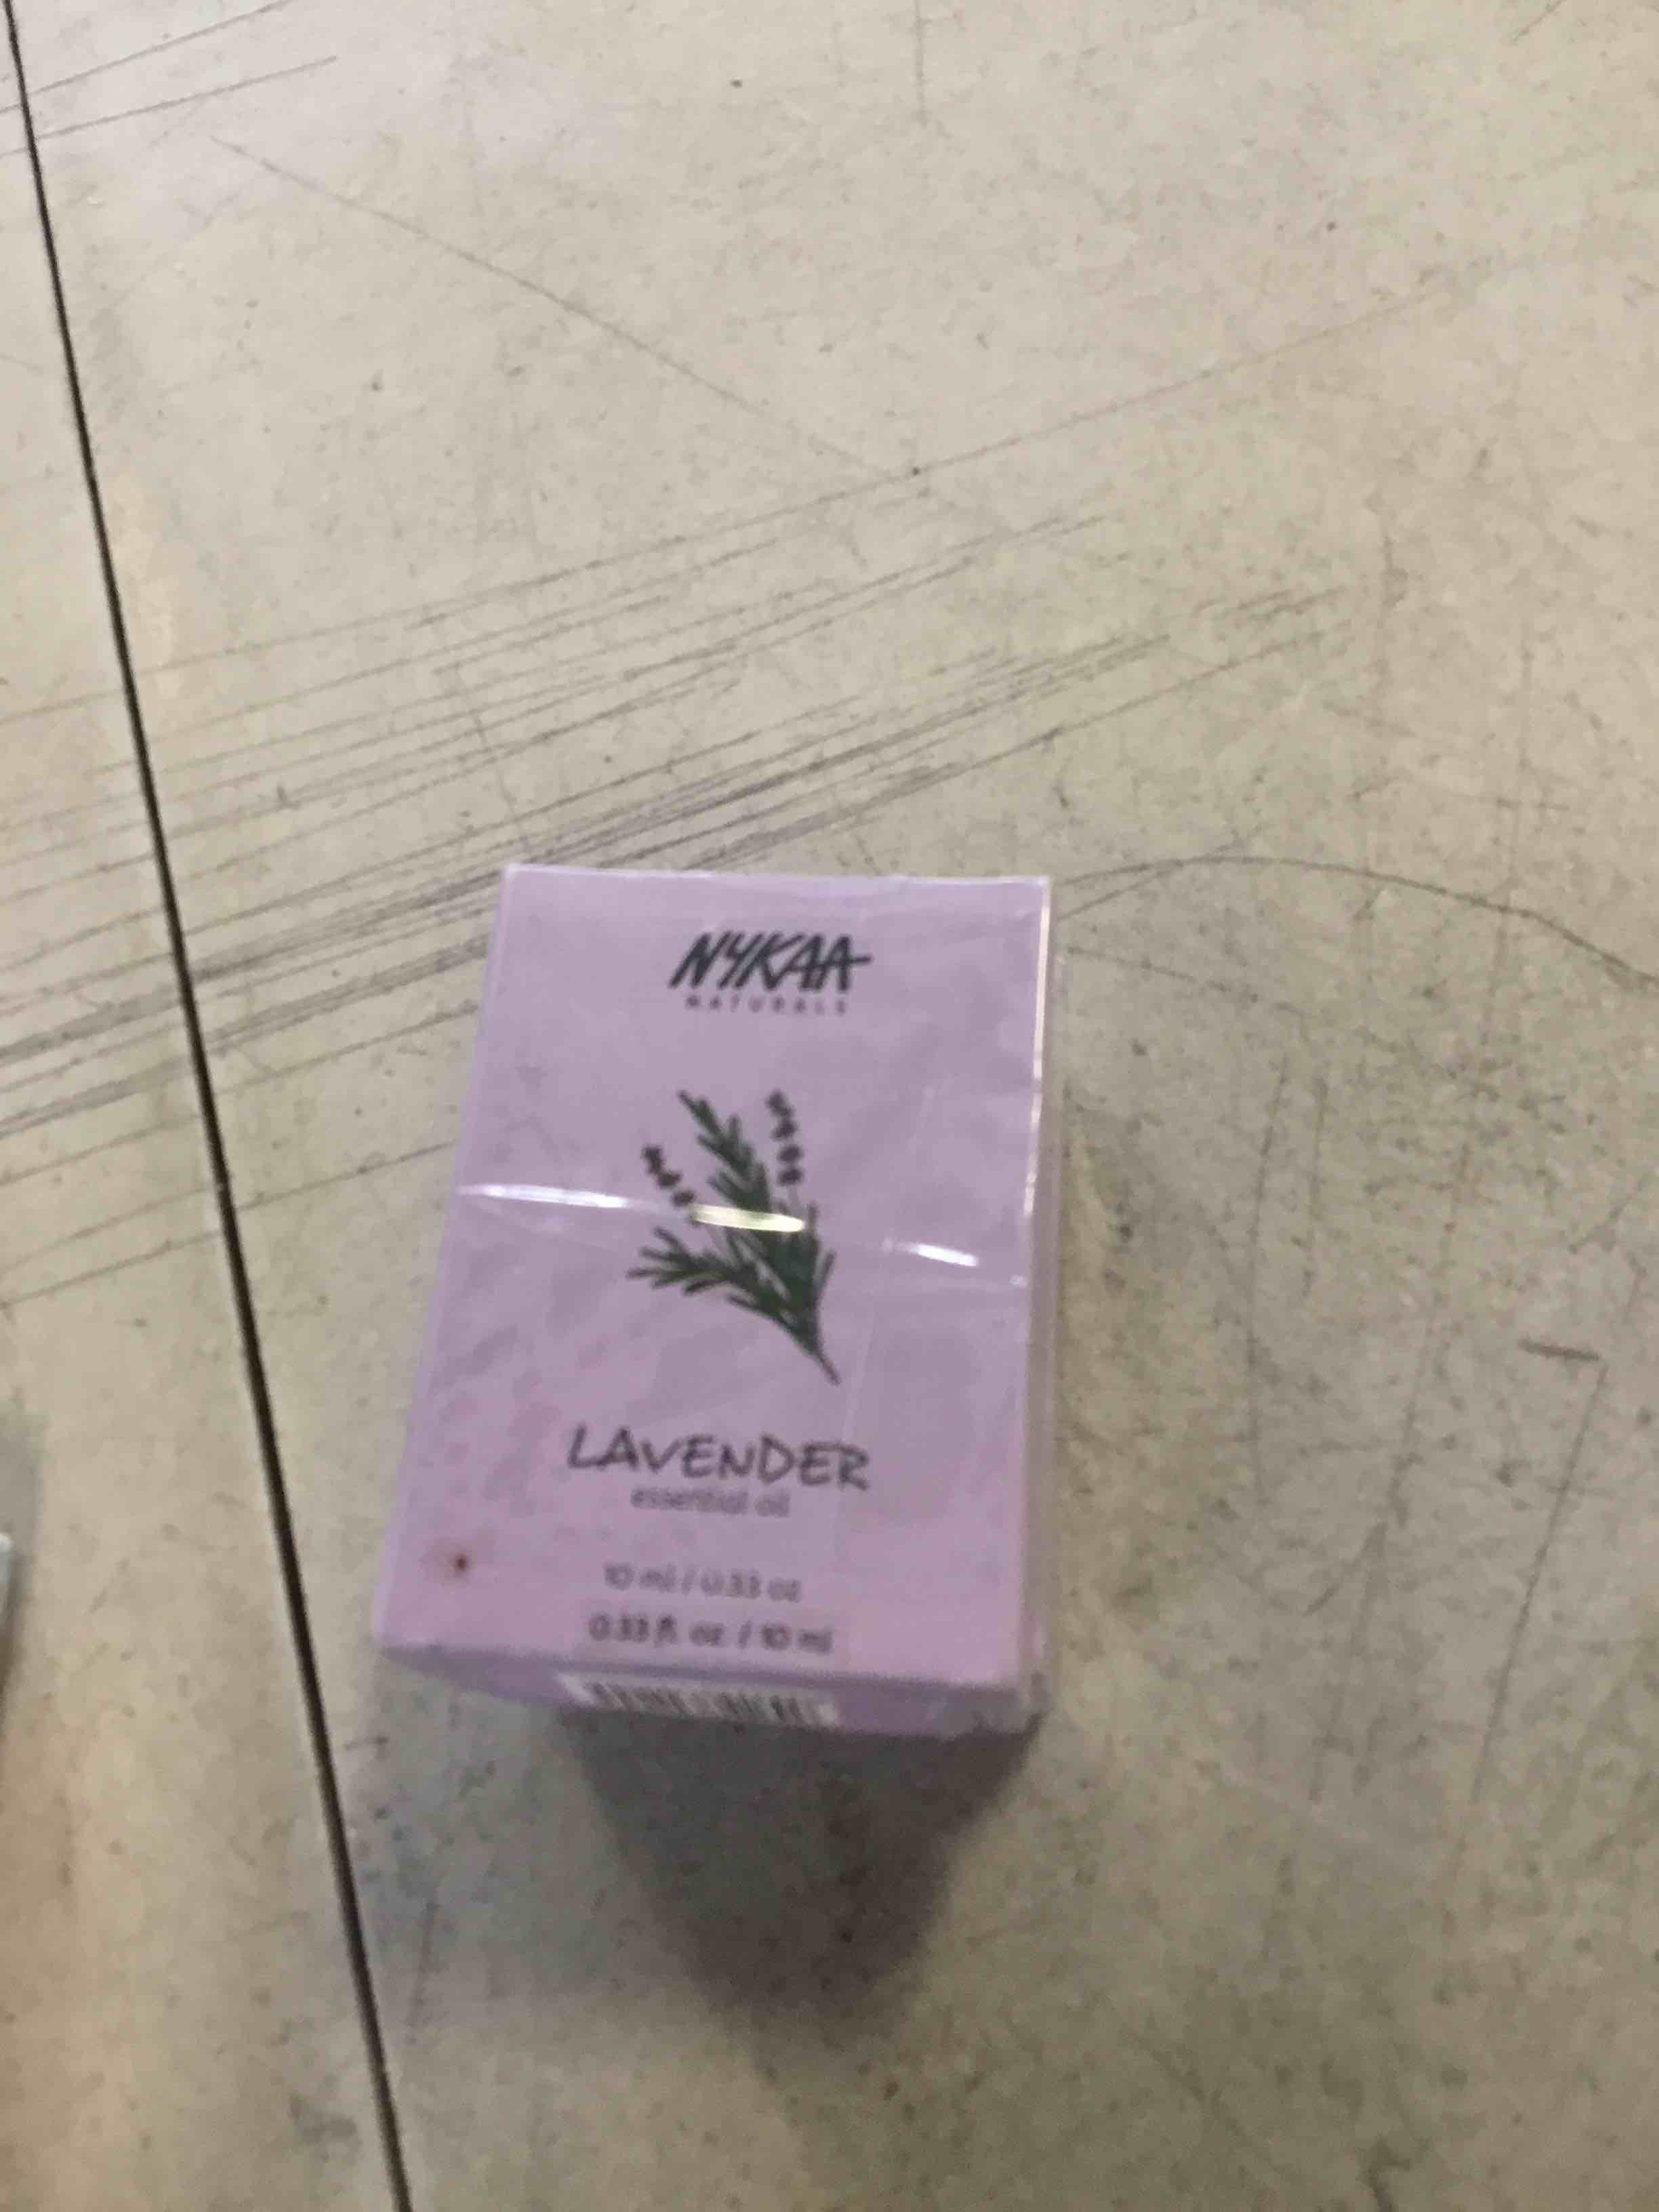 NYKAA
NATURALS
LAVENDER
essential oil
10 ml / 0.33 oz
0.33 fl. oz. / 10 ml